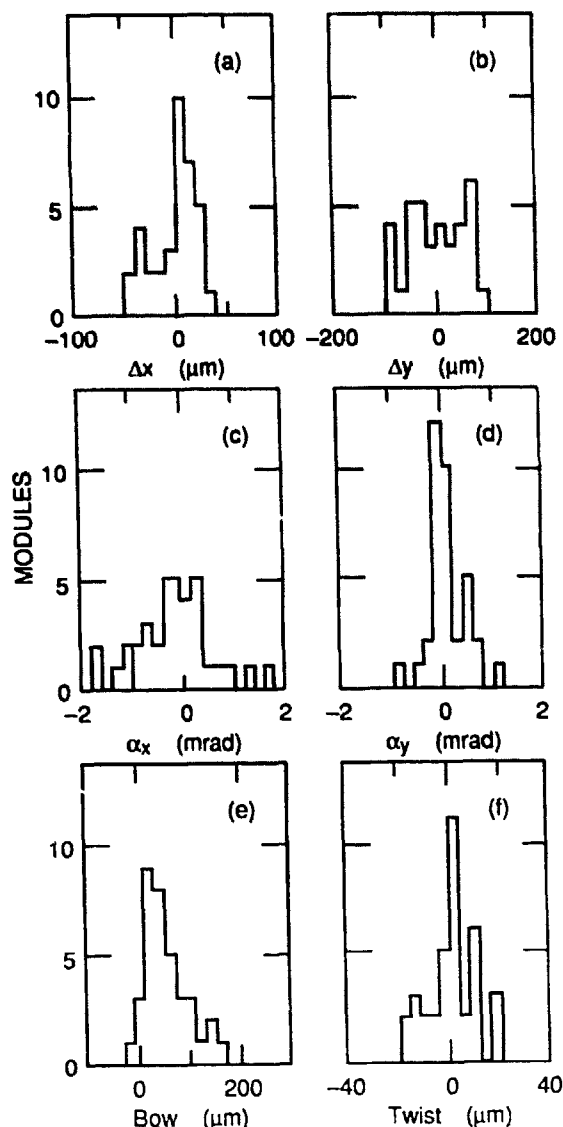 (a) (b)
10
5
0
−100 0 100 −200 0 200
Δx (μm) Δy (μm)
(c) (d)
10
MODULES
5
0
−2 0 2 −2 0 2
αx (mrad) αy (mrad)
(e) (f)
10
5
0
0 200 −40 0 40
Bow (μm) Twist (μm)